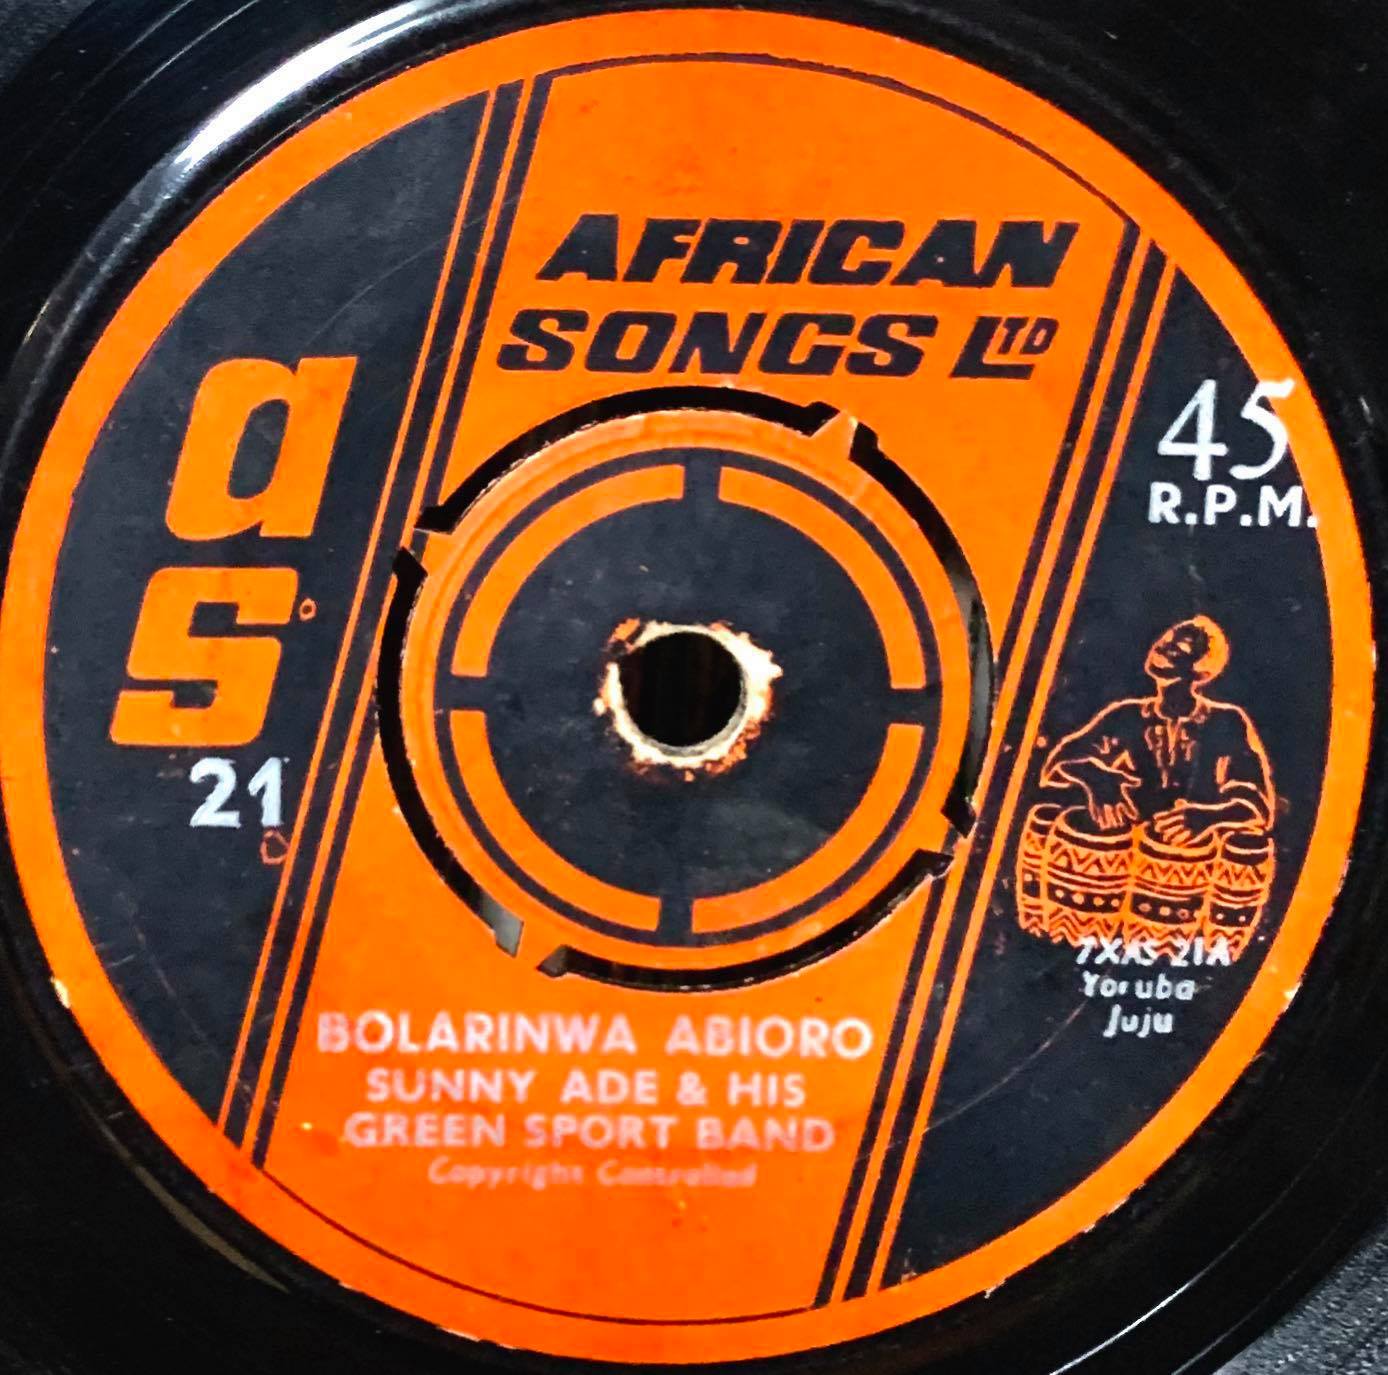 AFRICAN
SONGS LTD
a
S
21
45
R.P.M.
7XAS 21A
Yoruba
Juju
BOLARINWA ABIORO
SUNNY ADE & HIS
GREEN SPORT BAND
Copyright Controlled